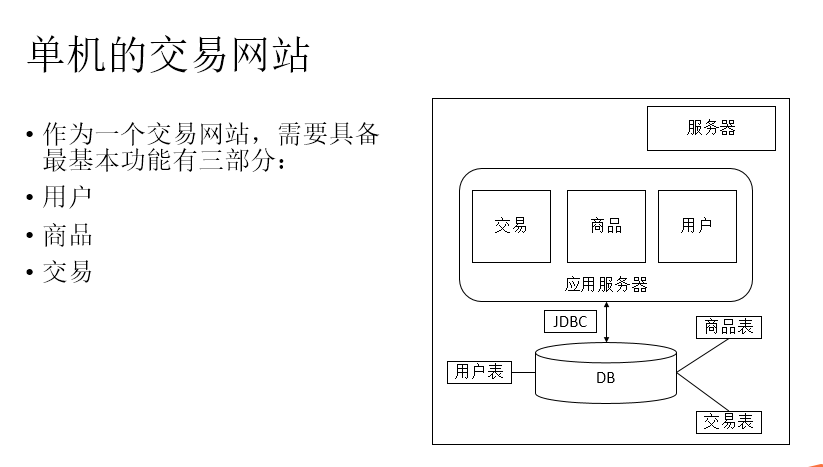 单机的交易网站
• 作为一个交易网站，需要具备
最基本功能有三部分：
• 用户
• 商品
• 交易
服务器
交易
商品
用户
应用服务器
JDBC
商品表
用户表
DB
交易表